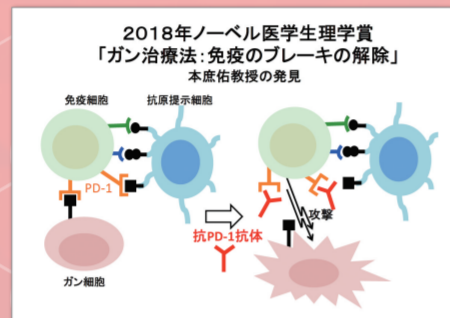 2018年ノーベル医学生理学賞
「ガン治療法:免疫のブレーキの解除」
本庶佑教授の発見
免疫細胞
抗原提示細胞
PD-1
ガン細胞
抗PD-1抗体
攻撃